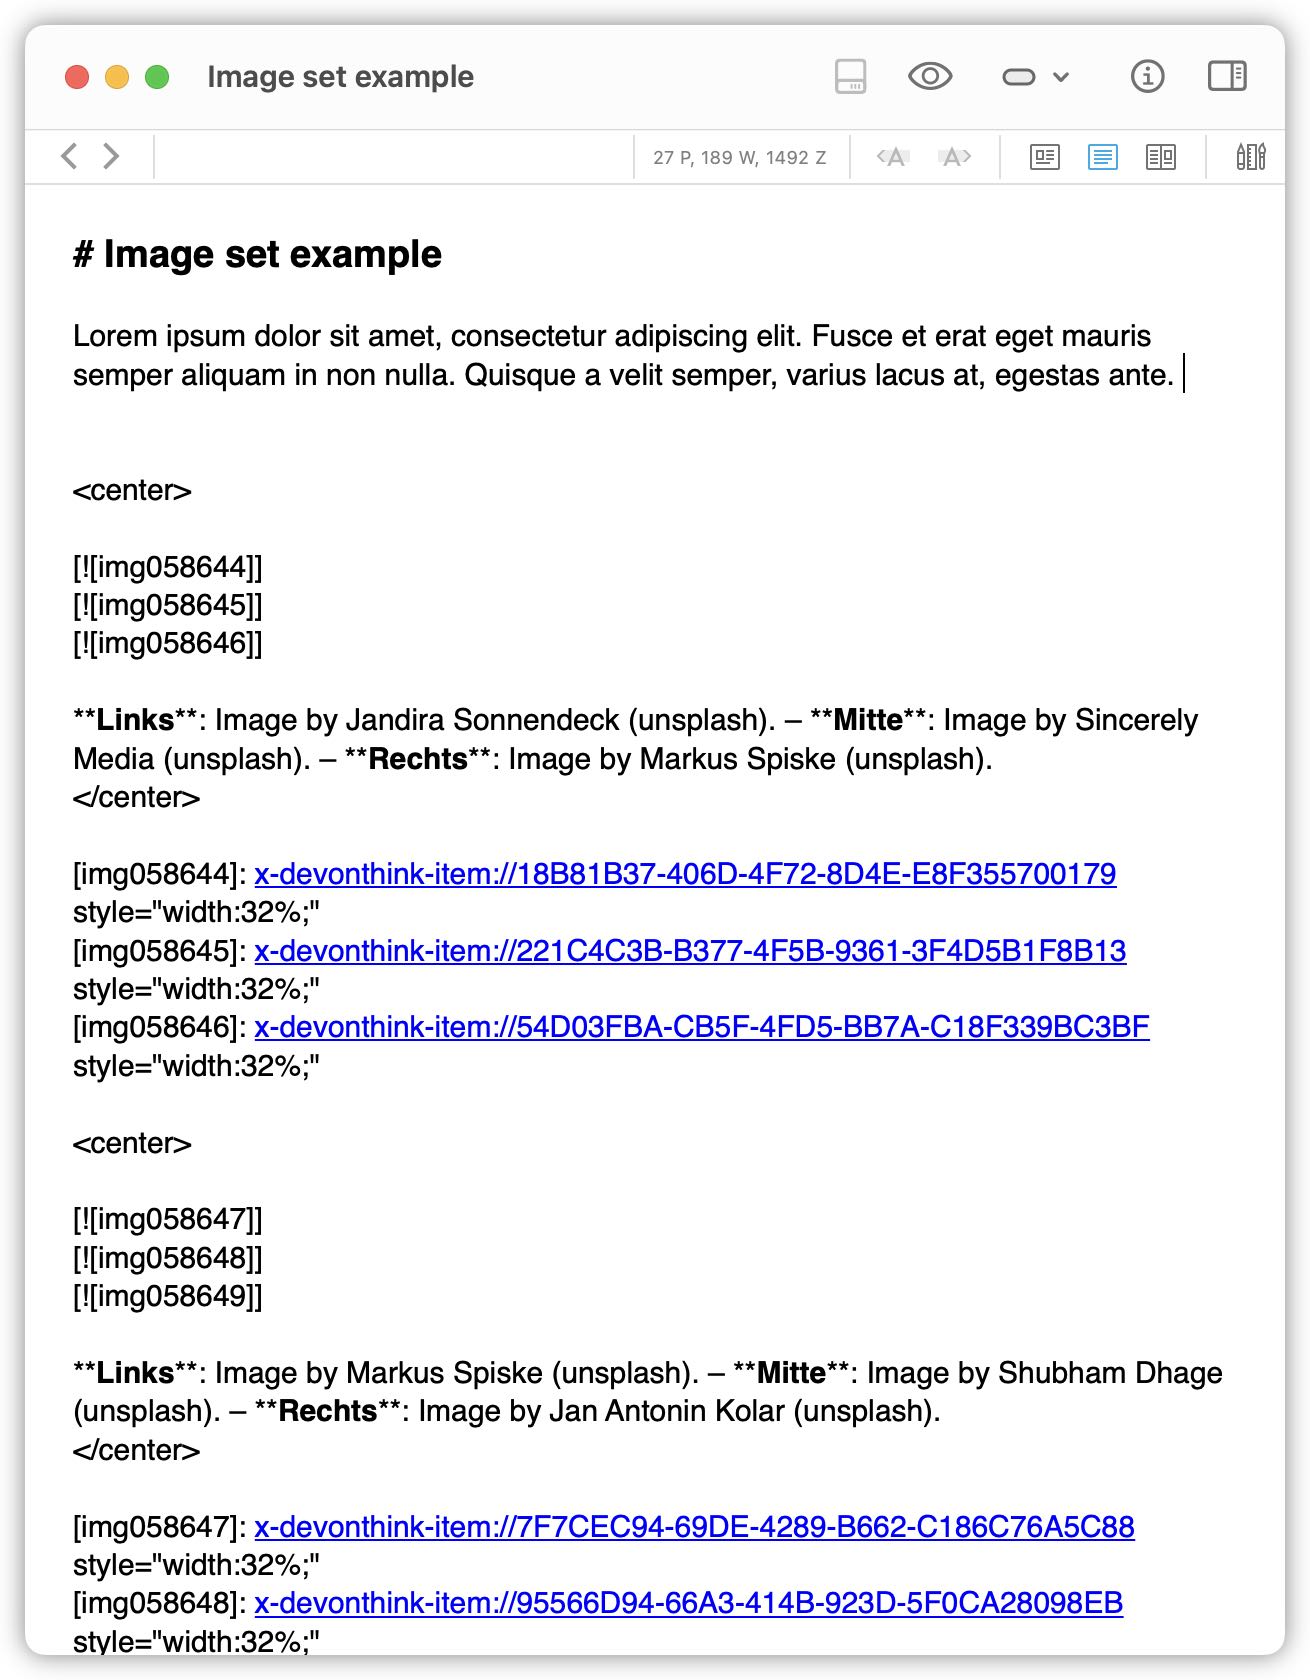 Image set example
27 P, 189 W, 1492 Z
<A A>
# Image set example
Lorem ipsum dolor sit amet, consectetur adipiscing elit. Fusce et erat eget mauris
semper aliquam in non nulla. Quisque a velit semper, varius lacus at, egestas ante.
<center>
[![img058644]]
[![img058645]]
[![img058646]]
**Links**: Image by Jandira Sonnendeck (unsplash). – **Mitte**: Image by Sincerely
Media (unsplash). – **Rechts**: Image by Markus Spiske (unsplash).
</center>
[img058644]: x-devonthink-item://18B81B37-406D-4F72-8D4E-E8F355700179
style="width:32%;"
[img058645]: x-devonthink-item://221C4C3B-B377-4F5B-9361-3F4D5B1F8B13
style="width:32%;"
[img058646]: x-devonthink-item://54D03FBA-CB5F-4FD5-BB7A-C18F339BC3BF
style="width:32%;"
<center>
[![img058647]]
[![img058648]]
[![img058649]]
**Links**: Image by Markus Spiske (unsplash). – **Mitte**: Image by Shubham Dhage
(unsplash). – **Rechts**: Image by Jan Antonin Kolar (unsplash).
</center>
[img058647]: x-devonthink-item://7F7CEC94-69DE-4289-B662-C186C76A5C88
style="width:32%;"
[img058648]: x-devonthink-item://95566D94-66A3-414B-923D-5F0CA28098EB
style="width:32%;"